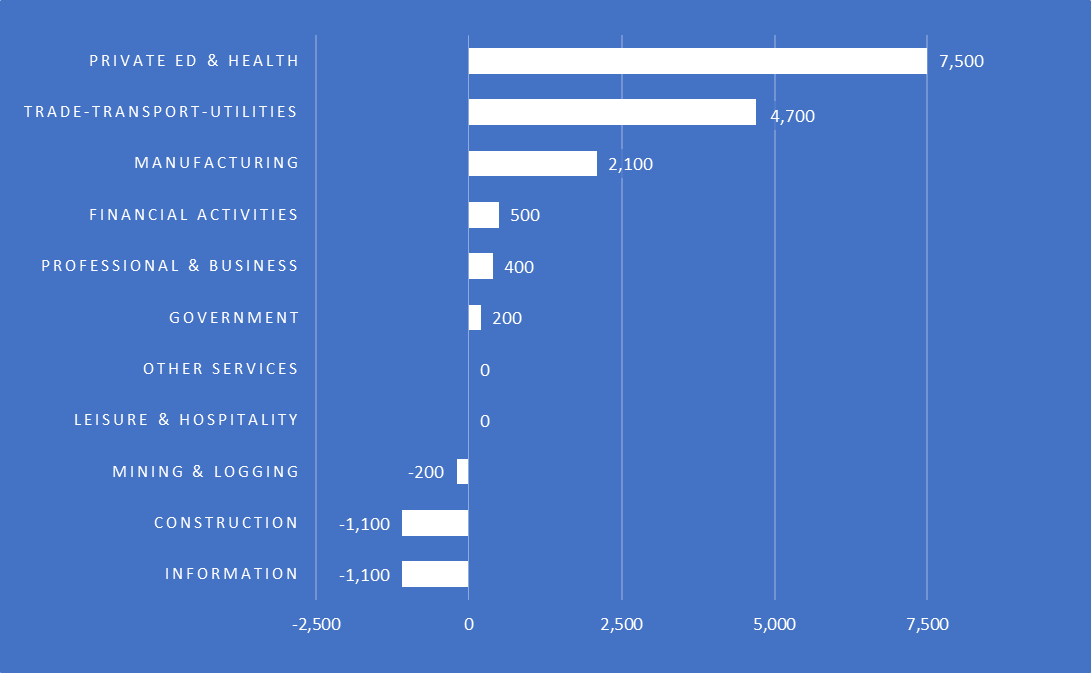 PRIVATE ED & HEALTH 7,500
TRADE-TRANSPORT-UTILITIES 4,700
MANUFACTURING 2,100
FINANCIAL ACTIVITIES 500
PROFESSIONAL & BUSINESS 400
GOVERNMENT 200
OTHER SERVICES 0
LEISURE & HOSPITALITY 0
MINING & LOGGING -200
CONSTRUCTION -1,100
INFORMATION -1,100
-2,500 0 2,500 5,000 7,500